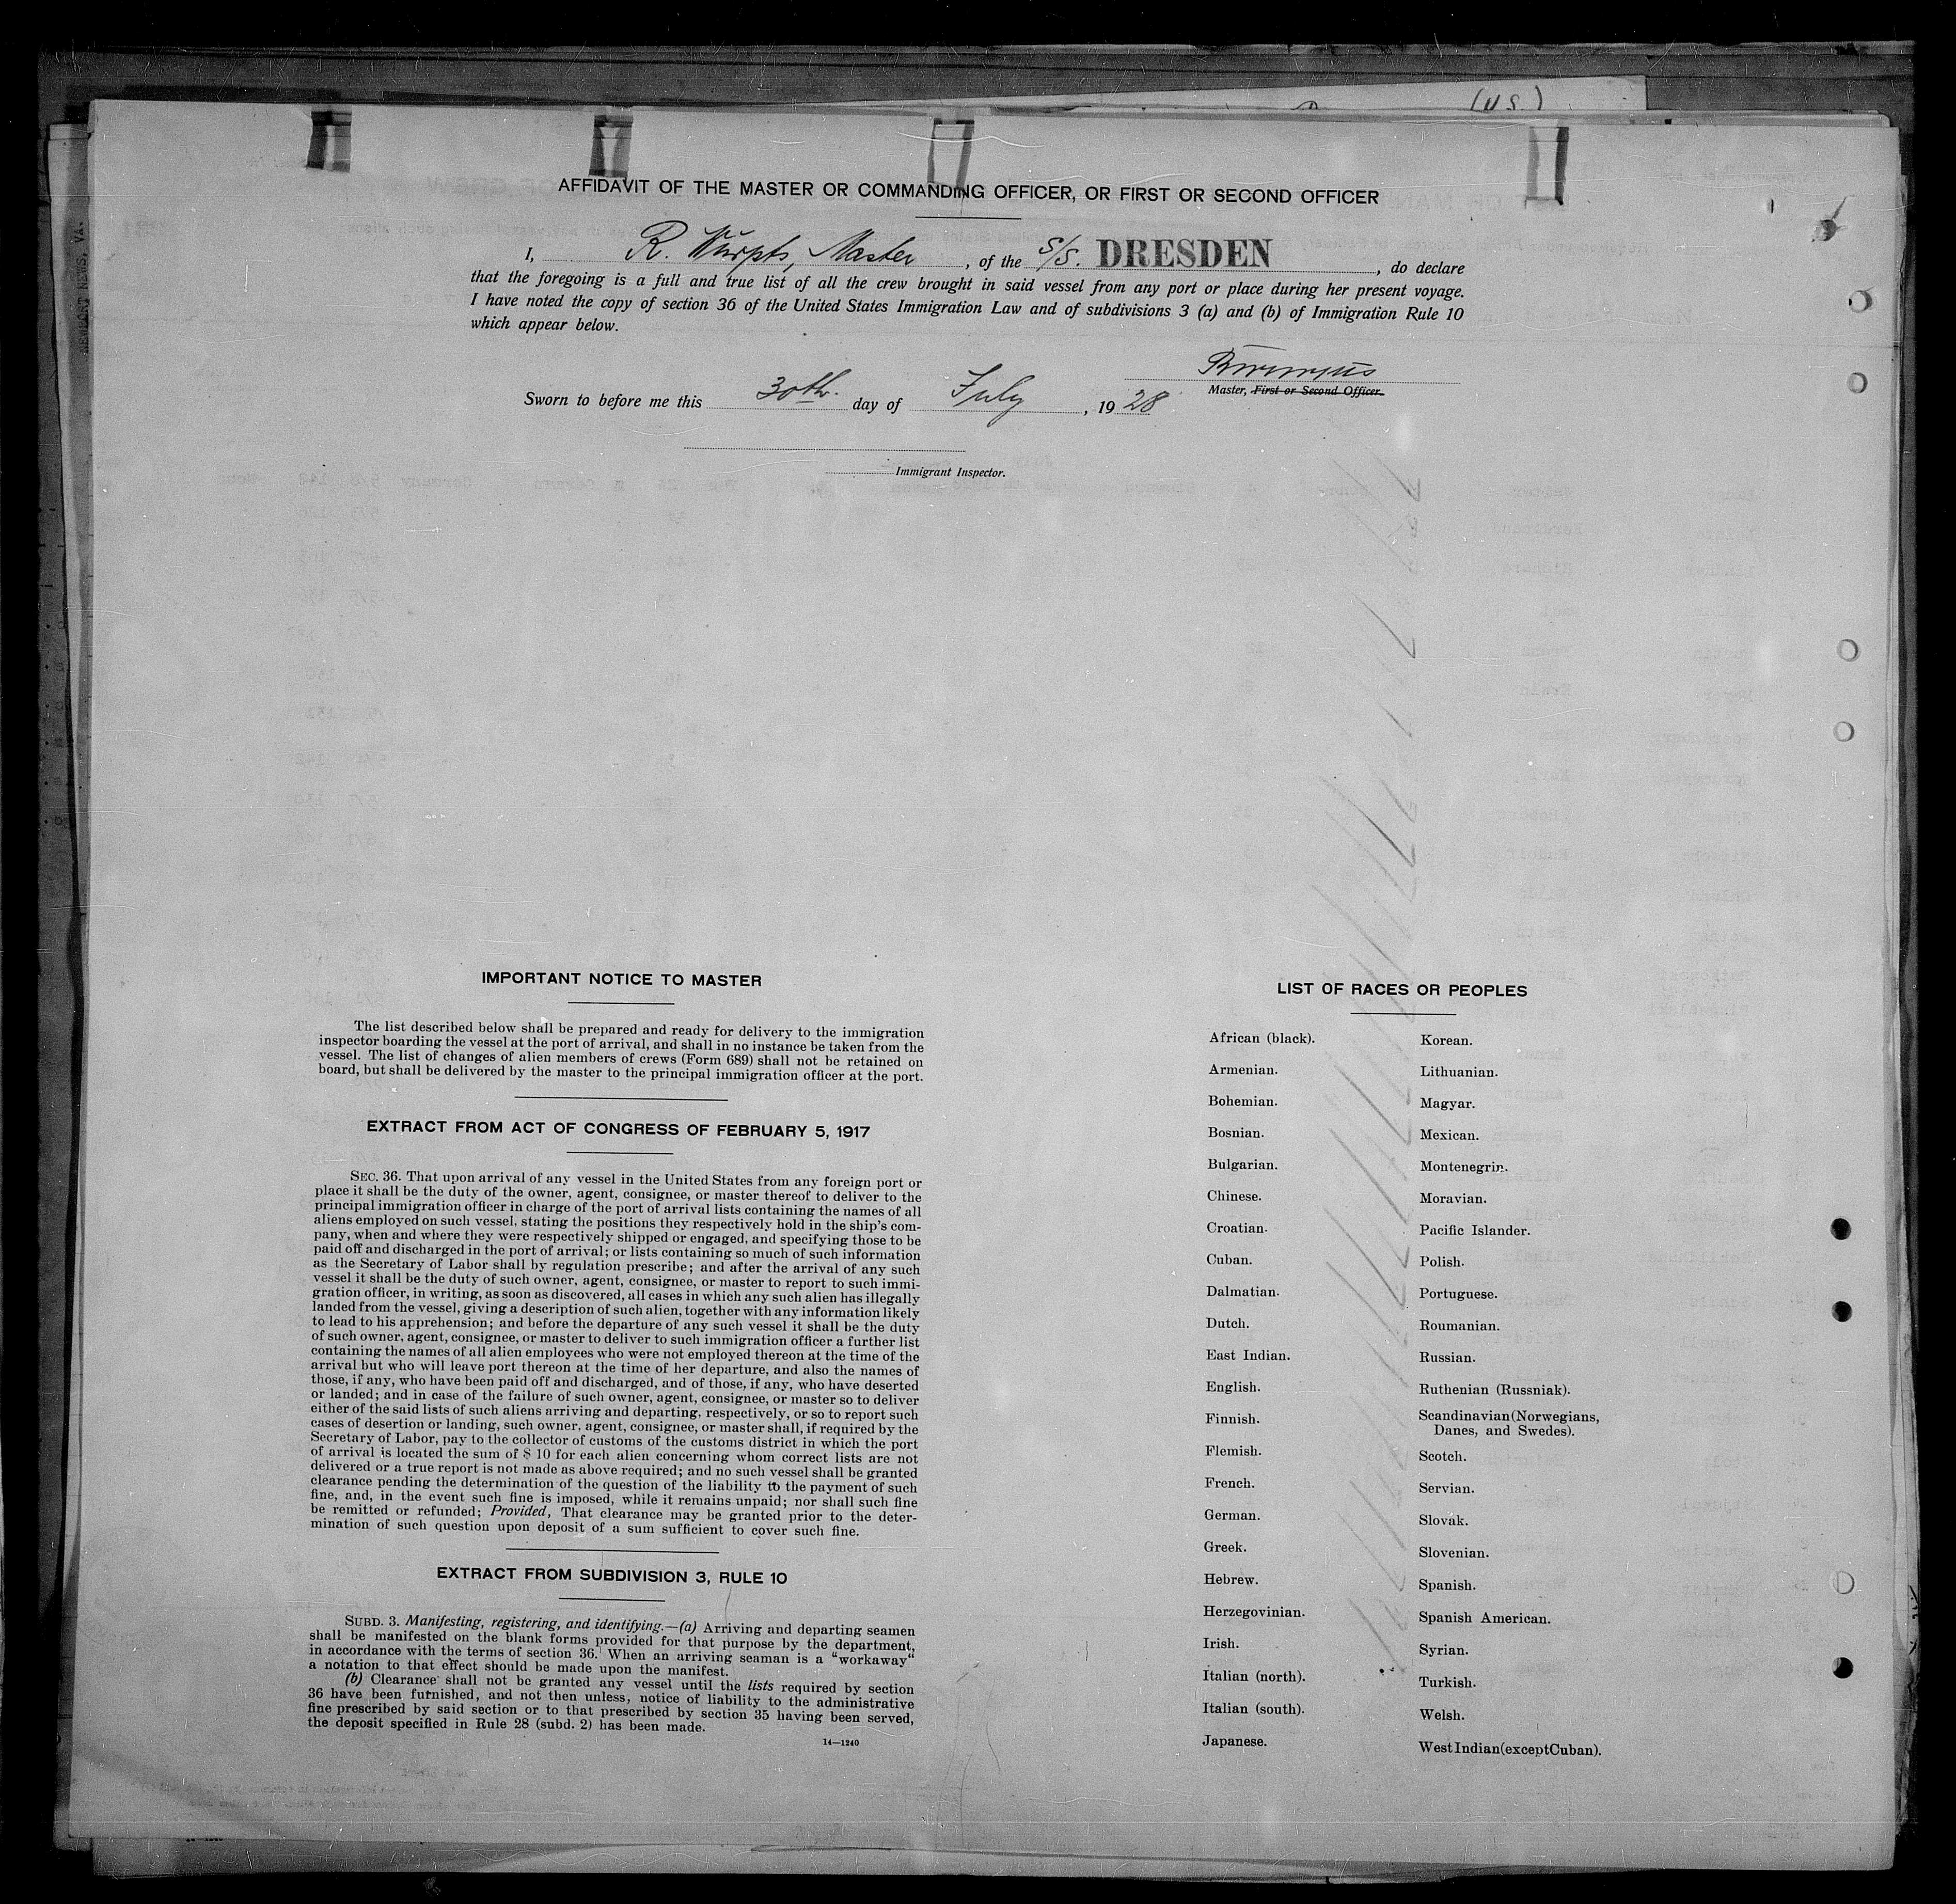 (U.S.)
NEWPORT NEWS, VA.
AFFIDAVIT OF THE MASTER OR COMMANDING OFFICER, OR FIRST OR SECOND OFFICER
I, R. Wurpts, Master, of the S/S. DRESDEN, do declare
that the foregoing is a full and true list of all the crew brought in said vessel from any port or place during her present voyage.
I have noted the copy of section 36 of the United States Immigration Law and of subdivisions 3 (a) and (b) of Immigration Rule 10
which appear below.
Master, First or Second Officer.
Sworn to before me this 30th. day of July, 1928
Immigrant Inspector.
IMPORTANT NOTICE TO MASTER
The list described below shall be prepared and ready for delivery to the immigration
inspector boarding the vessel at the port of arrival, and shall in no instance be taken from the
vessel. The list of changes of alien members of crews (Form 689) shall not be retained on
board, but shall be delivered by the master to the principal immigration officer at the port.
EXTRACT FROM ACT OF CONGRESS OF FEBRUARY 5, 1917
SEC. 36. That upon arrival of any vessel in the United States from any foreign port or
place it shall be the duty of the owner, agent, consignee, or master thereof to deliver to the
principal immigration officer in charge of the port of arrival lists containing the names of all
aliens employed on such vessel, stating the positions they respectively hold in the ship's com-
pany, when and where they were respectively shipped or engaged, and specifying those to be
paid off and discharged in the port of arrival; or lists containing so much of such information
as the Secretary of Labor shall by regulation prescribe; and after the arrival of any such
vessel it shall be the duty of such owner, agent, consignee, or master to report to such immi-
gration officer, in writing, as soon as discovered, all cases in which any such alien has illegally
landed from the vessel, giving a description of such alien, together with any information likely
to lead to his apprehension; and before the departure of any such vessel it shall be the duty
of such owner, agent, consignee, or master to deliver to such immigration officer a further list
containing the names of all alien employees who were not employed thereon at the time of the
arrival but who will leave port thereon at the time of her departure, and also the names of
those, if any, who have been paid off and discharged, and of those, if any, who have deserted
or landed; and in case of the failure of such owner, agent, consignee, or master so to deliver
either of the said lists of such aliens arriving and departing, respectively, or so to report such
cases of desertion or landing, such owner, agent, consignee, or master shall, if required by the
Secretary of Labor, pay to the collector of customs of the customs district in which the port
of arrival is located the sum of $ 10 for each alien concerning whom correct lists are not
delivered or a true report is not made as above required; and no such vessel shall be granted
clearance pending the determination of the question of the liability to the payment of such
fine, and, in the event such fine is imposed, while it remains unpaid; nor shall such fine
be remitted or refunded; Provided, That clearance may be granted prior to the deter-
mination of such question upon deposit of a sum sufficient to cover such fine.
EXTRACT FROM SUBDIVISION 3, RULE 10
SUBD. 3. Manifesting, registering, and identifying.—(a) Arriving and departing seamen
shall be manifested on the blank forms provided for that purpose by the department,
in accordance with the terms of section 36. When an arriving seaman is a “workaway“
a notation to that effect should be made upon the manifest.
(b) Clearance shall not be granted any vessel until the lists required by section
36 have been furnished, and not then unless, notice of liability to the administrative
fine prescribed by said section or to that prescribed by section 35 having been served,
the deposit specified in Rule 28 (subd. 2) has been made.
14—1240
LIST OF RACES OR PEOPLES
African (black).
Armenian.
Bohemian.
Bosnian.
Bulgarian.
Chinese.
Croatian.
Cuban.
Dalmatian.
Dutch.
East Indian.
English.
Finnish.
Flemish.
French.
German.
Greek.
Hebrew.
Herzegovinian.
Irish.
Italian (north).
Italian (south).
Japanese.
Korean.
Lithuanian.
Magyar.
Mexican.
Montenegrin.
Moravian.
Pacific Islander.
Polish.
Portuguese.
Roumanian.
Russian.
Ruthenian (Russniak).
Scandinavian (Norwegians,
Danes, and Swedes).
Scotch.
Servian.
Slovak.
Slovenian.
Spanish.
Spanish American.
Syrian.
Turkish.
Welsh.
West Indian (except Cuban).